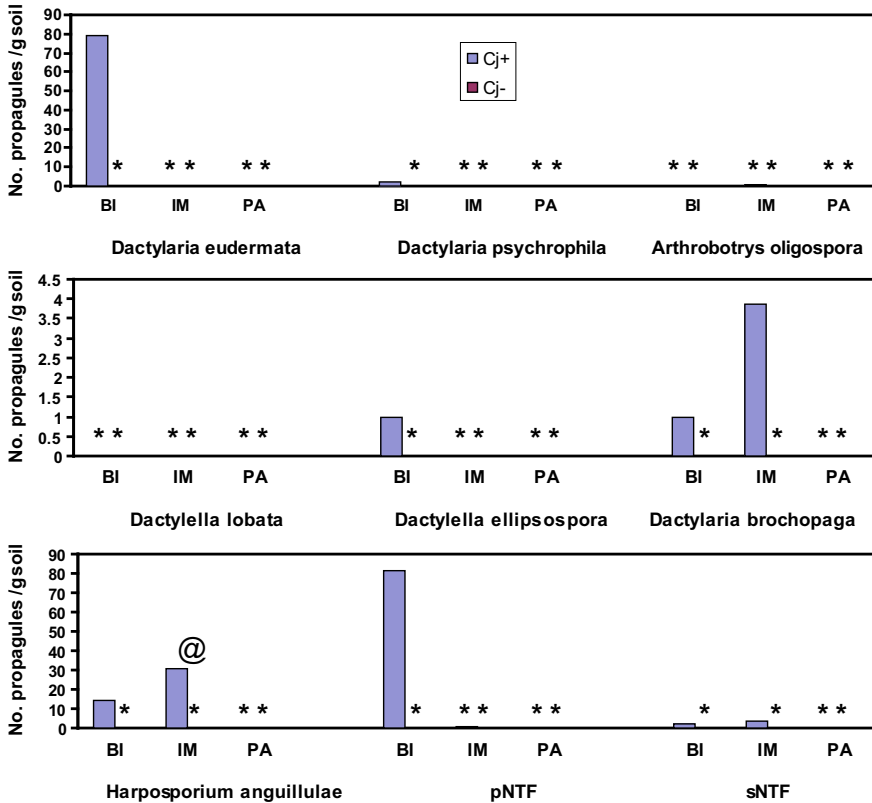 No. propagules /g soil
90
80
70
60
50
40
30
20
10
0
Cj+
Cj-
* * * * * * * * * * * * * * * *
BI IM PA BI IM PA BI IM PA
Dactylaria eudermata Dactylaria psychrophila Arthrobotrys oligospora
No. propagules /g soil
4.5
4
3.5
3
2.5
2
1.5
1
0.5
0
* * * * * * * * * * * * * * *
BI IM PA BI IM PA BI IM PA
Dactylella lobata Dactylella ellipsospora Dactylaria brochopaga
No. propagules /g soil
90
80
70
60
50
40
30
20
10
0
@
* * * * * * * * * * * * *
BI IM PA BI IM PA BI IM PA
Harposporium anguillulae pNTF sNTF